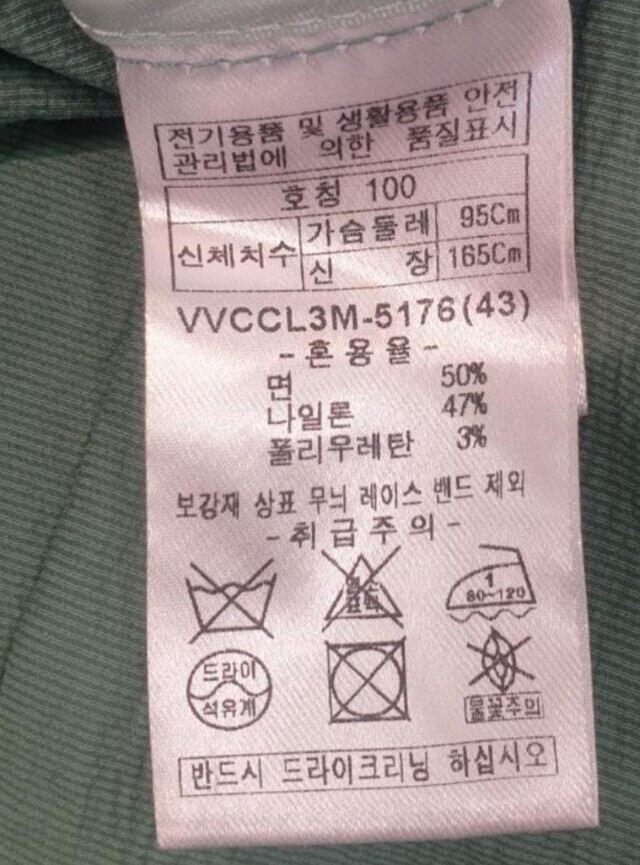 전기용품 및 생활용품 안전
관리법에 의한 품질표시
호칭 100
신체치수 가슴둘레 95Cm
신 장 165Cm
VVCCL3M-5176(43)
-혼용율-
면 50%
나일론 47%
폴리우레탄 3%
보강재 상표 무늬 레이스 밴드 제외
-취급주의-
염소
표백
1
80~120
드라이
석유계
불꽃주의
반드시 드라이크리닝 하십시오